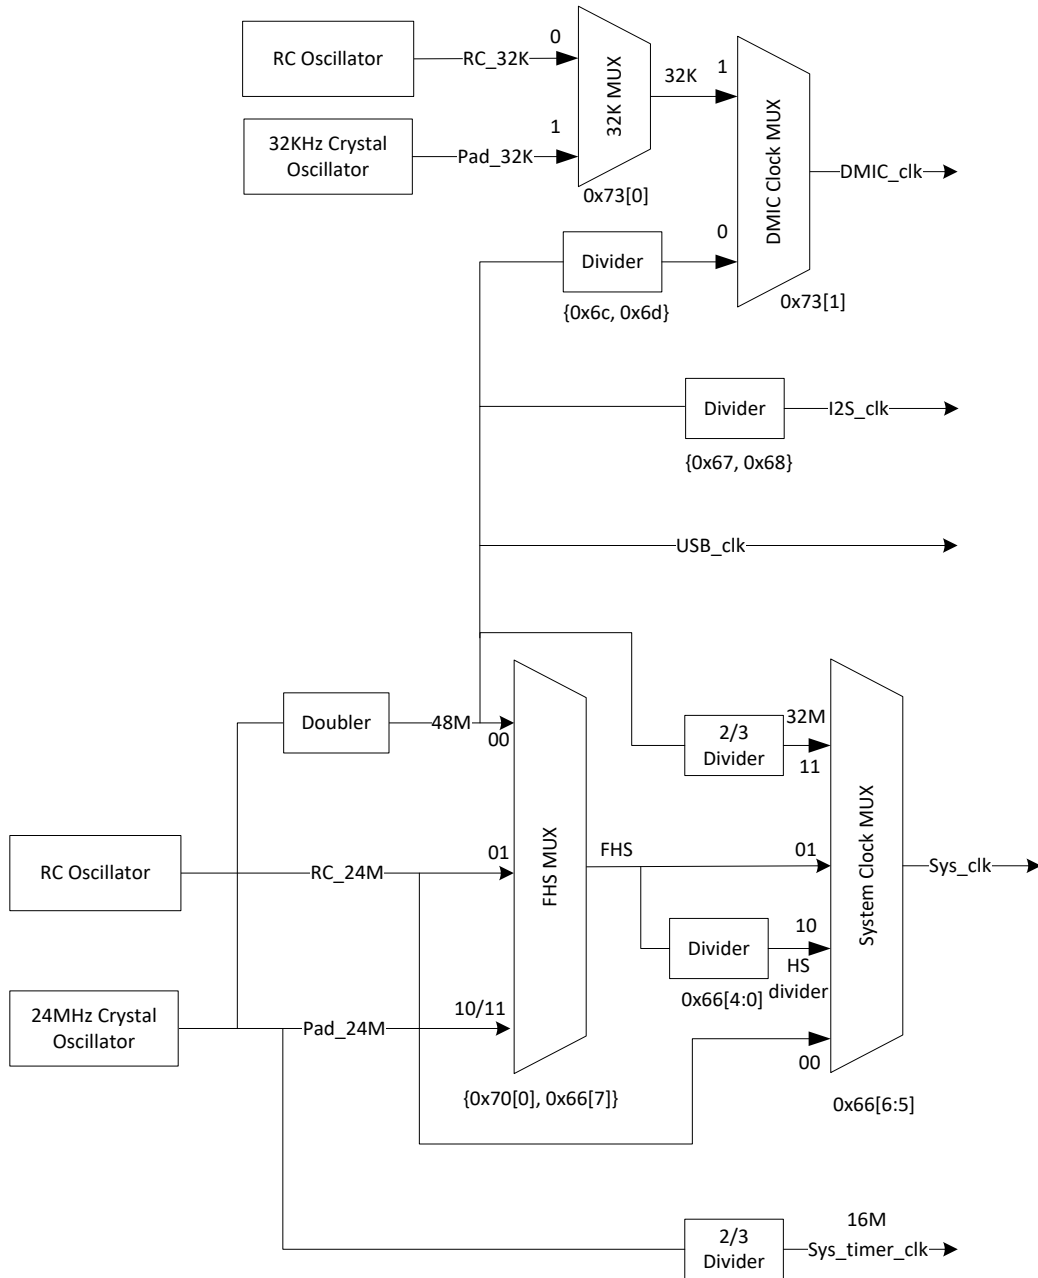 RC Oscillator
RC_32K
0
32K MUX
32K
1
DMIC Clock MUX
32KHz Crystal
Oscillator
Pad_32K
1
0x73[0]
DMIC_clk
0
Divider
{0x6c, 0x6d}
0x73[1]
Divider
I2S_clk
{0x67, 0x68}
USB_clk
Doubler
48M
00
FHS MUX
2/3
Divider
32M
11
System Clock MUX
RC Oscillator
RC_24M
01
FHS
01
Sys_clk
Divider
10
HS
divider
0x66[4:0]
24MHz Crystal
Oscillator
Pad_24M
10/11
00
{0x70[0], 0x66[7]}
0x66[6:5]
2/3
Divider
16M
Sys_timer_clk